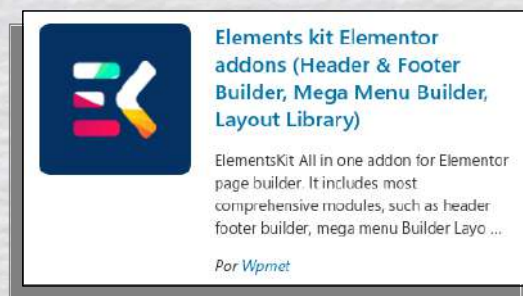 EK
Elements kit Elementor
addons (Header & Footer
Builder, Mega Menu Builder,
Layout Library)
ElementsKit All in one addon for Elementor
page builder. It includes most
comprehensive modules, such as header
footer builder, mega menu Builder Layo ...
Por Wpmet